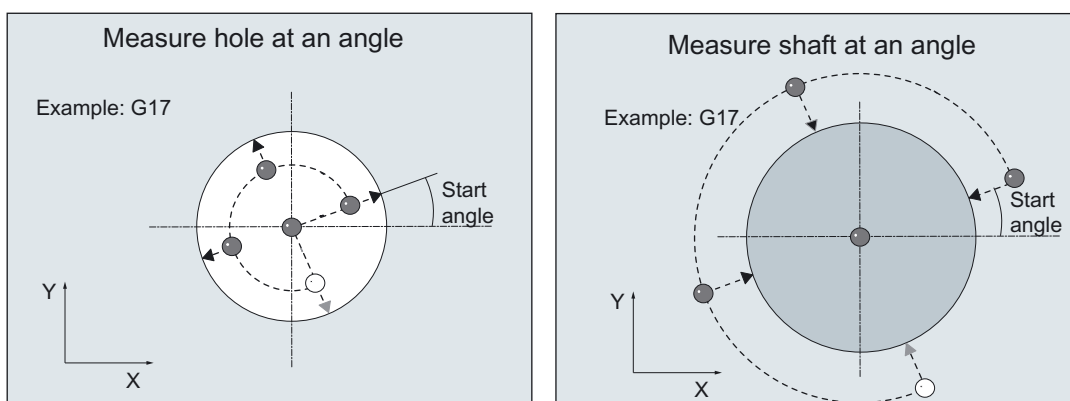 Measure hole at an angle
Example: G17
Start
angle
Y
X
Measure shaft at an angle
Example: G17
Start
angle
Y
X